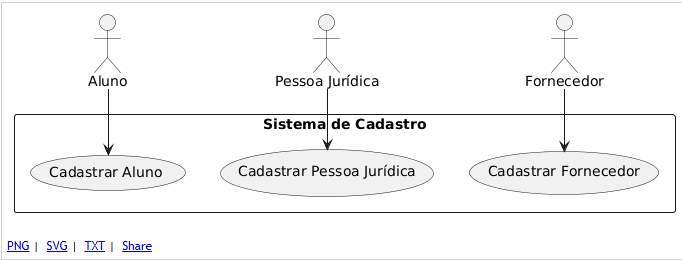 Aluno
Pessoa Jurídica
Fornecedor
Sistema de Cadastro
Cadastrar Aluno
Cadastrar Pessoa Jurídica
Cadastrar Fornecedor
PNG | SVG | TXT | Share